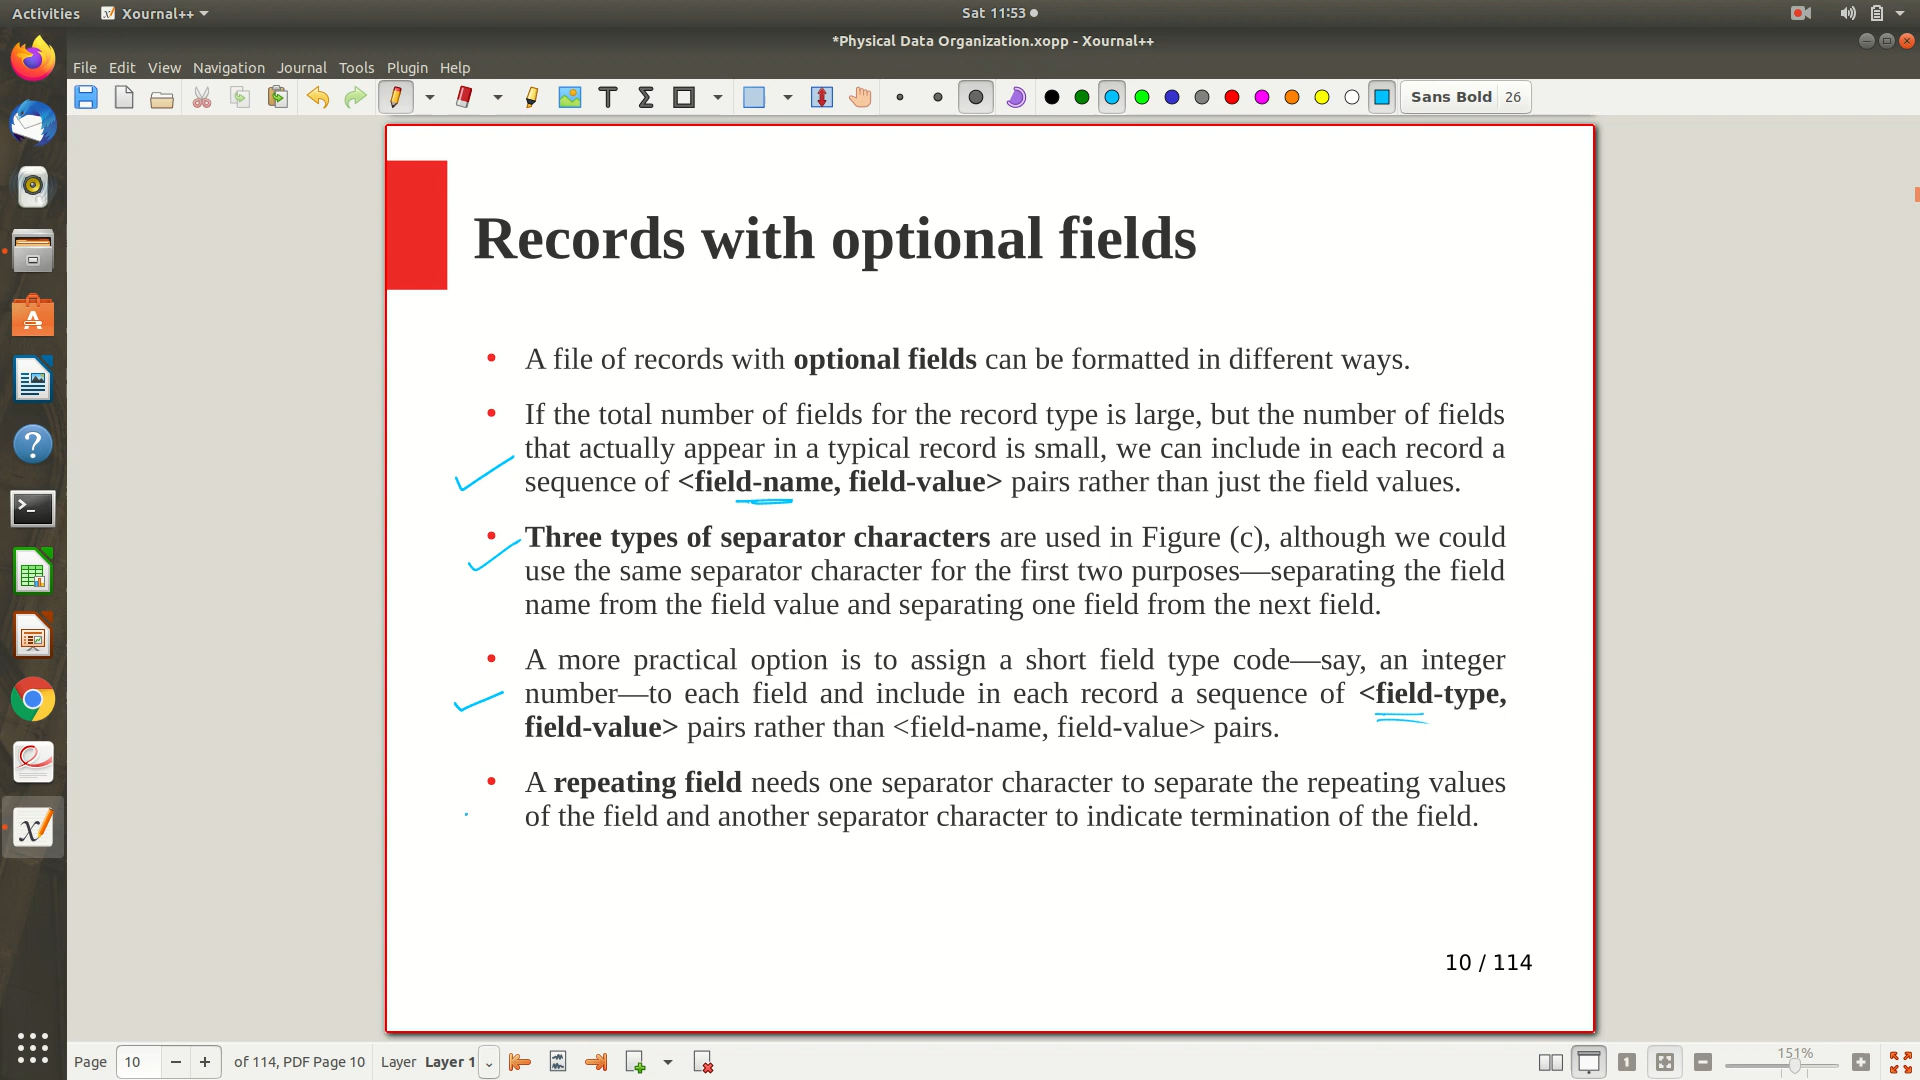 Activities Xournal++ Sat 11:53
*Physical Data Organization.xopp - Xournal++
File Edit View Navigation Journal Tools Plugin Help
Sans Bold 26
Records with optional fields
• A file of records with optional fields can be formatted in different ways.
• If the total number of fields for the record type is large, but the number of fields
that actually appear in a typical record is small, we can include in each record a
sequence of <field-name, field-value> pairs rather than just the field values.
• Three types of separator characters are used in Figure (c), although we could
use the same separator character for the first two purposes—separating the field
name from the field value and separating one field from the next field.
• A more practical option is to assign a short field type code—say, an integer
number—to each field and include in each record a sequence of <field-type,
field-value> pairs rather than <field-name, field-value> pairs.
• A repeating field needs one separator character to separate the repeating values
of the field and another separator character to indicate termination of the field.
10 / 114
Page 10 of 114, PDF Page 10 Layer Layer 1 151%